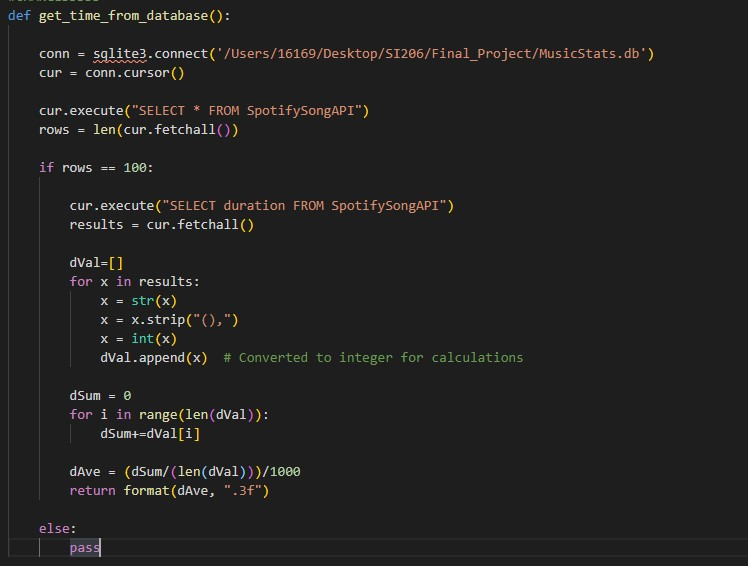 def get_time_from_database():
conn = sqlite3.connect('/Users/16169/Desktop/SI206/Final_Project/MusicStats.db')
cur = conn.cursor()
cur.execute("SELECT * FROM SpotifySongAPI")
rows = len(cur.fetchall())
if rows == 100:
cur.execute("SELECT duration FROM SpotifySongAPI")
results = cur.fetchall()
dVal=[]
for x in results:
x = str(x)
x = x.strip("(),")
x = int(x)
dVal.append(x)  # Converted to integer for calculations
dSum = 0
for i in range(len(dVal)):
dSum+=dVal[i]
dAve = (dSum/(len(dVal)))/1000
return format(dAve, ".3f")
else:
pass